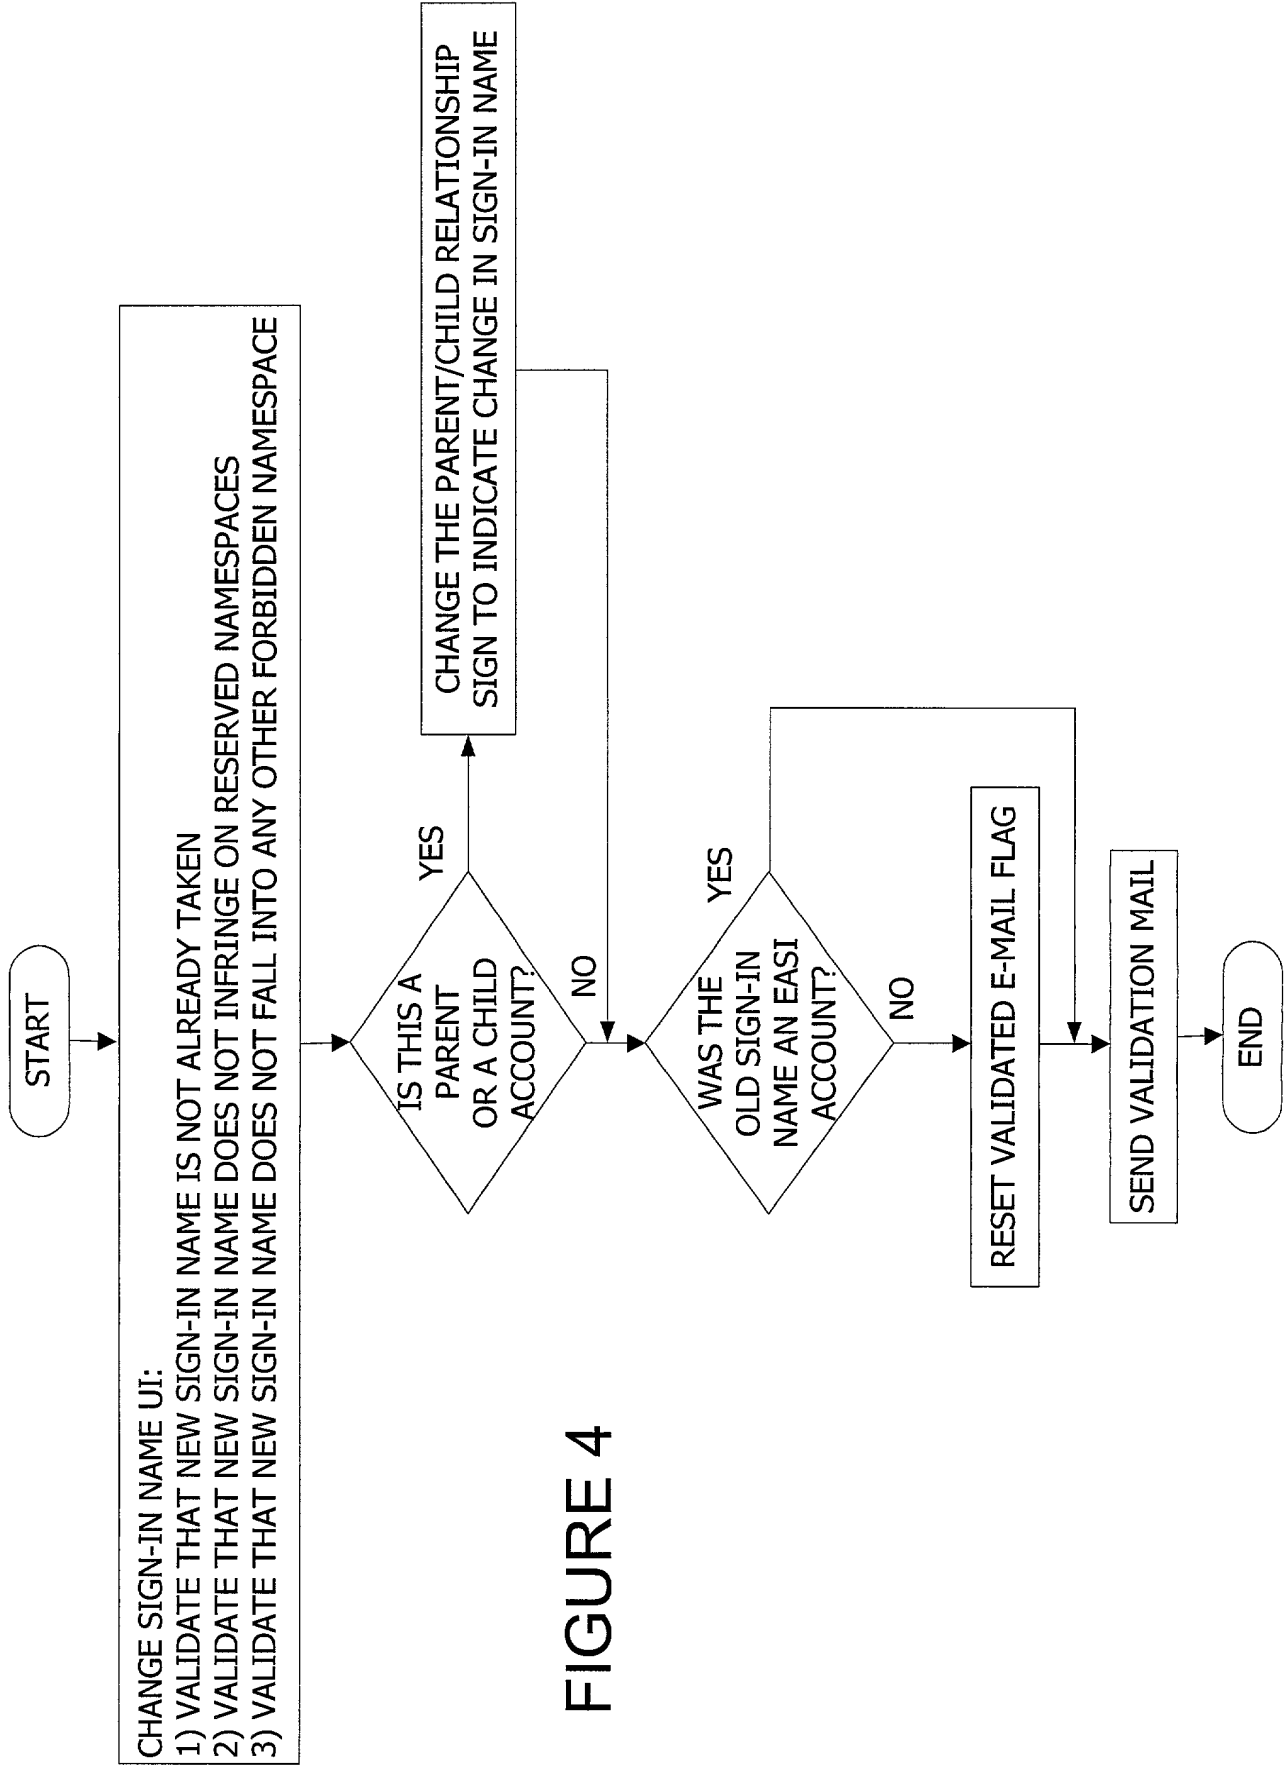 START
CHANGE SIGN-IN NAME UI:
1) VALIDATE THAT NEW SIGN-IN NAME IS NOT ALREADY TAKEN
2) VALIDATE THAT NEW SIGN-IN NAME DOES NOT INFRINGE ON RESERVED NAMESPACES
3) VALIDATE THAT NEW SIGN-IN NAME DOES NOT FALL INTO ANY OTHER FORBIDDEN NAMESPACE
IS THIS A
PARENT
OR A CHILD
ACCOUNT?
YES
CHANGE THE PARENT/CHILD RELATIONSHIP
SIGN TO INDICATE CHANGE IN SIGN-IN NAME
NO
WAS THE
OLD SIGN-IN
NAME AN EASI
ACCOUNT?
YES
NO
RESET VALIDATED E-MAIL FLAG
SEND VALIDATION MAIL
END
FIGURE 4